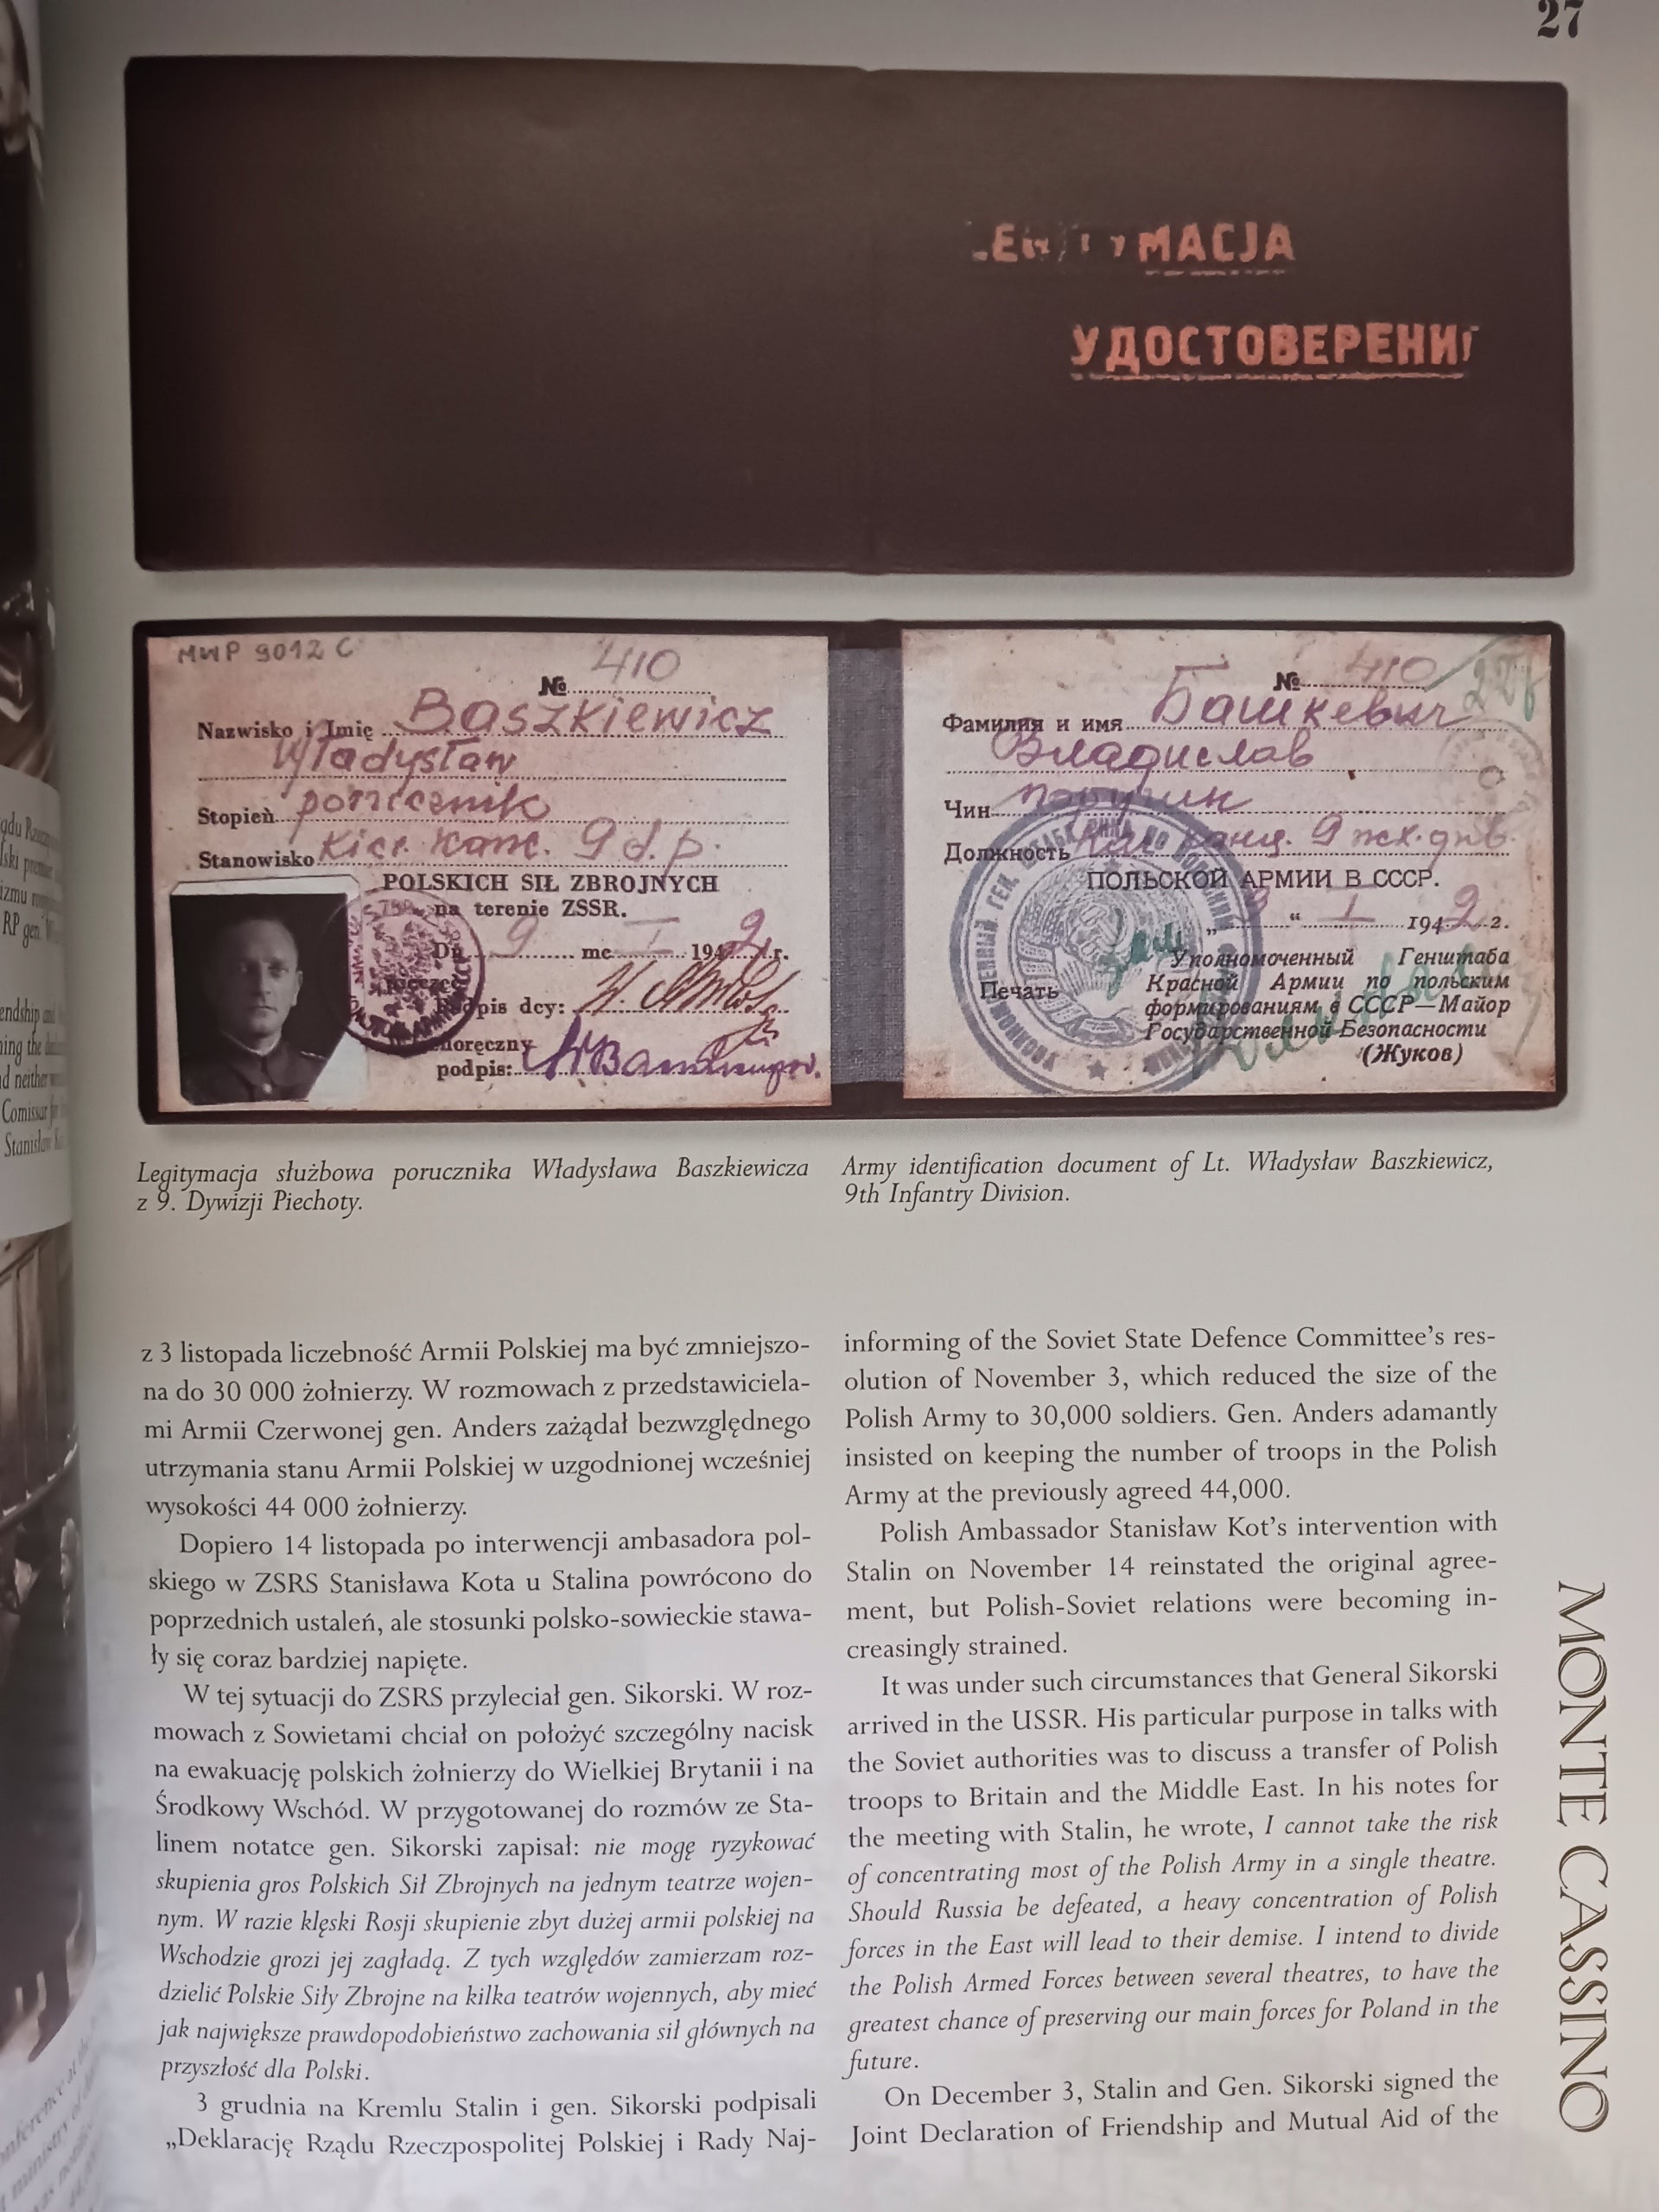 27
MACJA
УДОСТОВЕРЕНИ
MWP 9012 C
№ 410
Nazwisko i Imię Baszkiewicz
Władysław
Stopień porucznik
Stanowisko Kier. Kanc. 9 d.p.
POLSKICH SIŁ ZBROJNYCH
na terenie ZSSR.
9 mc I 1942 r.
podpis dcy:
podpis:
№ 410
Фамилия и имя Башкевич
Владислав
Чин поручик
Должность Нач. канц. 9 пх. див.
ПОЛЬСКОЙ АРМИИ В СССР.
" I 1942 г.
Печать
Уполномоченный Генштаба
Красной Армии по польским
формированиям в СССР—Майор
Государственной Безопасности
(Жуков)
Legitymacja służbowa porucznika Władysława Baszkiewicza
z 9. Dywizji Piechoty.
Army identification document of Lt. Władysław Baszkiewicz,
9th Infantry Division.
z 3 listopada liczebność Armii Polskiej ma być zmniejszo-
na do 30 000 żołnierzy. W rozmowach z przedstawiciela-
mi Armii Czerwonej gen. Anders zażądał bezwzględnego
utrzymania stanu Armii Polskiej w uzgodnionej wcześniej
wysokości 44 000 żołnierzy.
Dopiero 14 listopada po interwencji ambasadora pol-
skiego w ZSRS Stanisława Kota u Stalina powrócono do
poprzednich ustaleń, ale stosunki polsko-sowieckie stawa-
ły się coraz bardziej napięte.
W tej sytuacji do ZSRS przyleciał gen. Sikorski. W roz-
mowach z Sowietami chciał on położyć szczególny nacisk
na ewakuację polskich żołnierzy do Wielkiej Brytanii i na
Środkowy Wschód. W przygotowanej do rozmów ze Sta-
linem notatce gen. Sikorski zapisał: nie mogę ryzykować
skupienia gros Polskich Sił Zbrojnych na jednym teatrze wojen-
nym. W razie klęski Rosji skupienie zbyt dużej armii polskiej na
Wschodzie grozi jej zagładą. Z tych względów zamierzam roz-
dzielić Polskie Siły Zbrojne na kilka teatrów wojennych, aby mieć
jak największe prawdopodobieństwo zachowania sił głównych na
przyszłość dla Polski.
3 grudnia na Kremlu Stalin i gen. Sikorski podpisali
„Deklarację Rządu Rzeczpospolitej Polskiej i Rady Naj-
informing of the Soviet State Defence Committee's res-
olution of November 3, which reduced the size of the
Polish Army to 30,000 soldiers. Gen. Anders adamantly
insisted on keeping the number of troops in the Polish
Army at the previously agreed 44,000.
Polish Ambassador Stanisław Kot's intervention with
Stalin on November 14 reinstated the original agree-
ment, but Polish-Soviet relations were becoming in-
creasingly strained.
It was under such circumstances that General Sikorski
arrived in the USSR. His particular purpose in talks with
the Soviet authorities was to discuss a transfer of Polish
troops to Britain and the Middle East. In his notes for
the meeting with Stalin, he wrote, I cannot take the risk
of concentrating most of the Polish Army in a single theatre.
Should Russia be defeated, a heavy concentration of Polish
forces in the East will lead to their demise. I intend to divide
the Polish Armed Forces between several theatres, to have the
greatest chance of preserving our main forces for Poland in the
future.
On December 3, Stalin and Gen. Sikorski signed the
Joint Declaration of Friendship and Mutual Aid of the
MONTE CASSINO